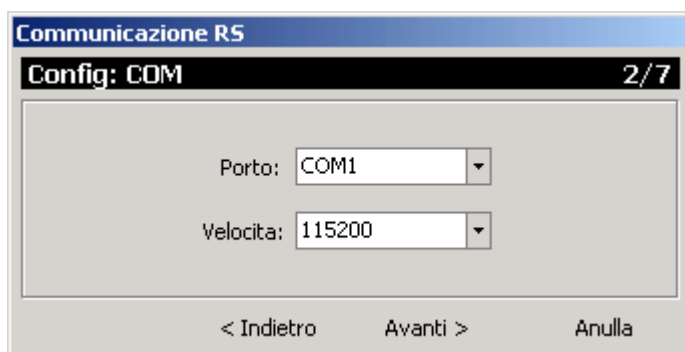 Communicazione RS
Config: COM 2/7
Porto: COM1
Velocita: 115200
< Indietro Avanti > Anulla